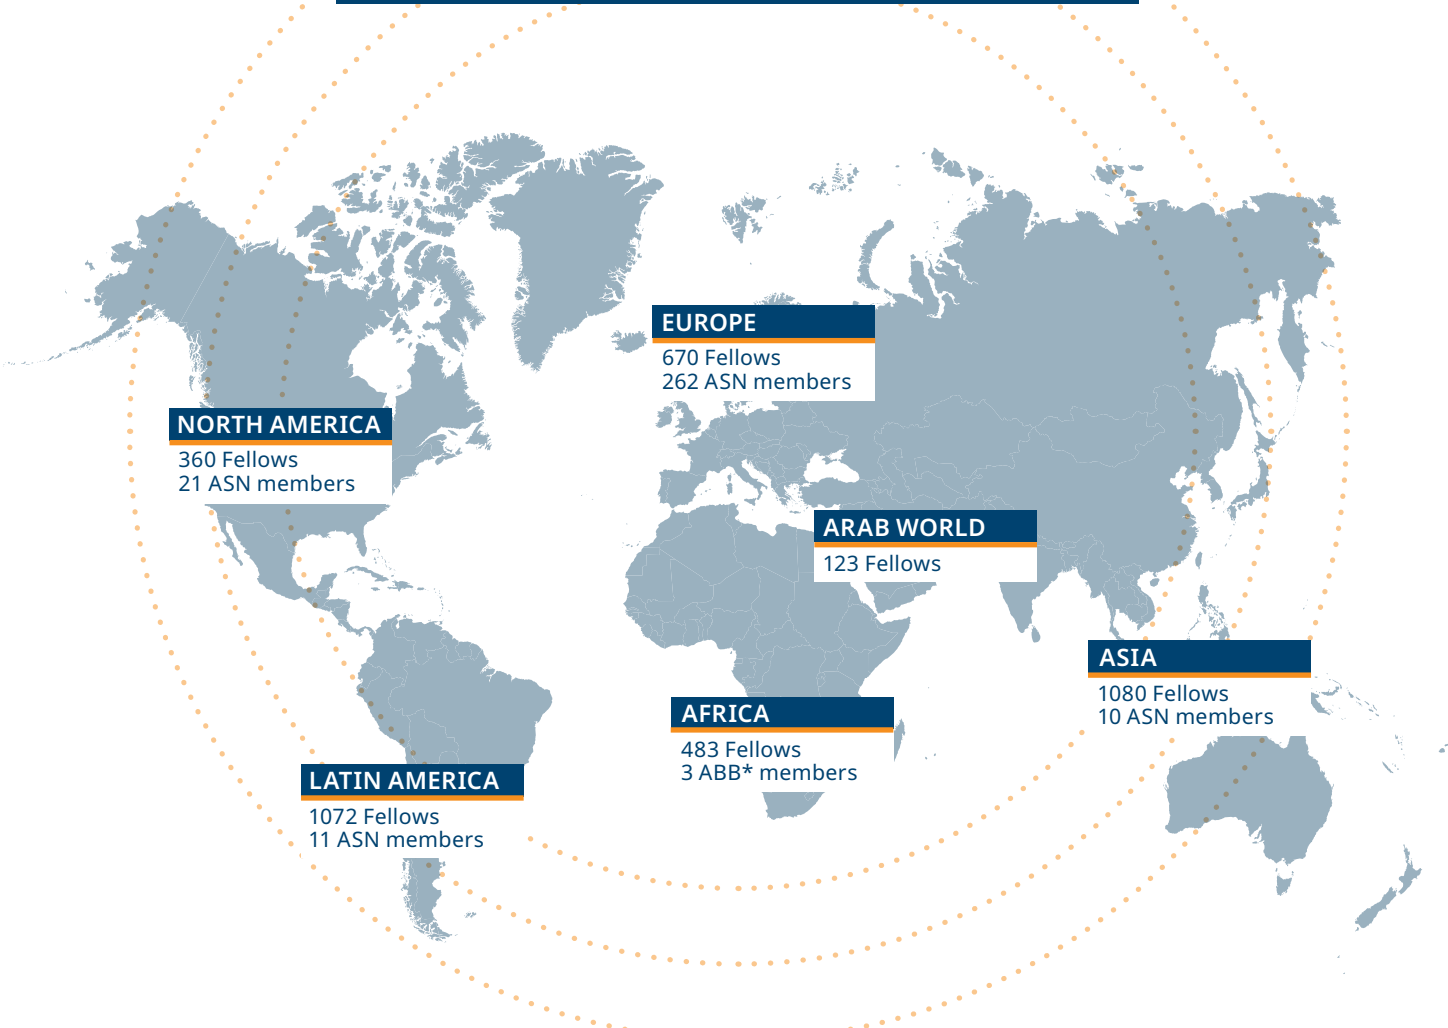 EUROPE
670 Fellows
262 ASN members
NORTH AMERICA
360 Fellows
21 ASN members
ARAB WORLD
123 Fellows
ASIA
1080 Fellows
10 ASN members
AFRICA
483 Fellows
3 ABB* members
LATIN AMERICA
1072 Fellows
11 ASN members